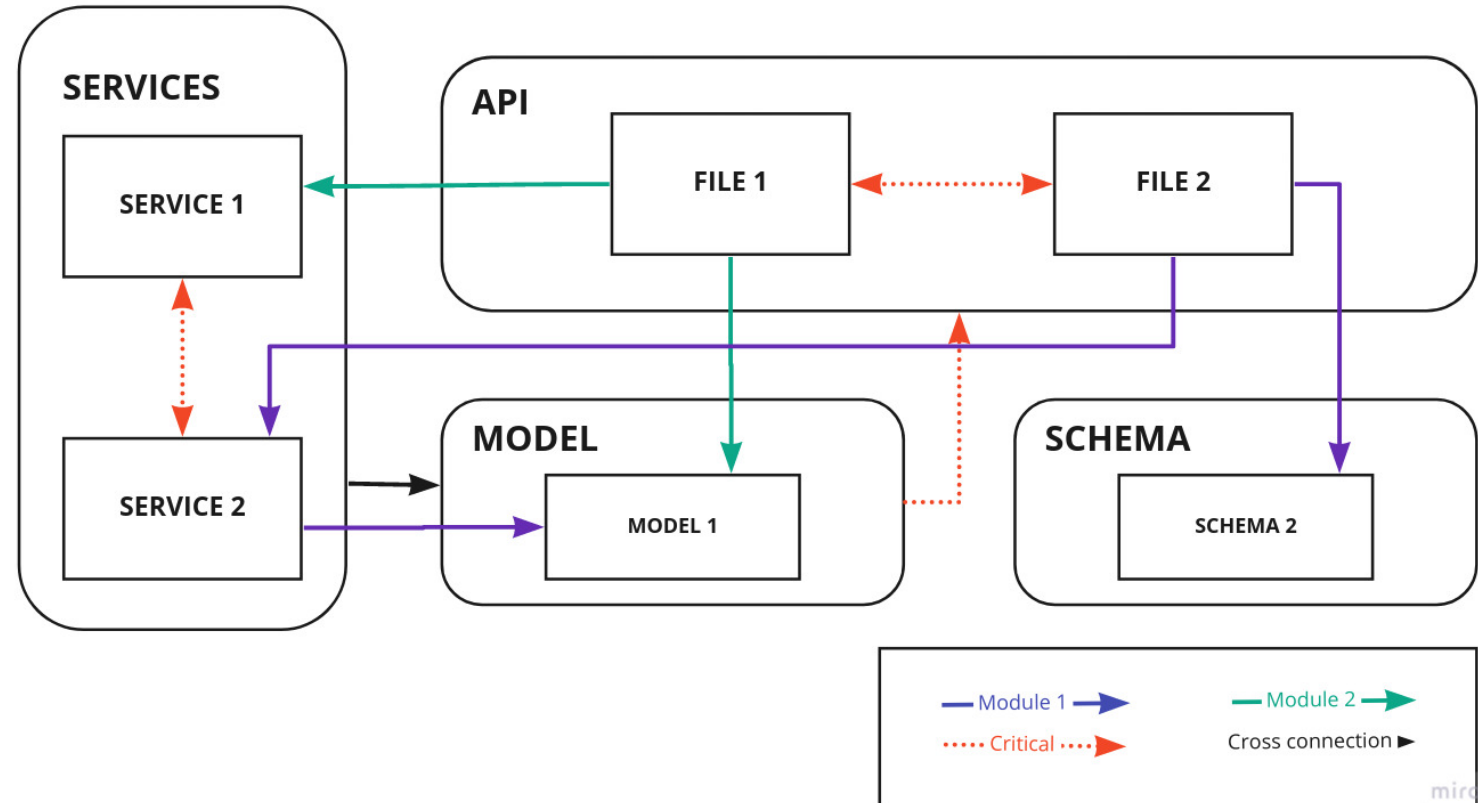 SERVICES
SERVICE 1
SERVICE 2
API
FILE 1
FILE 2
MODEL
MODEL 1
SCHEMA
SCHEMA 2
Module 1
Module 2
Critical
Cross connection